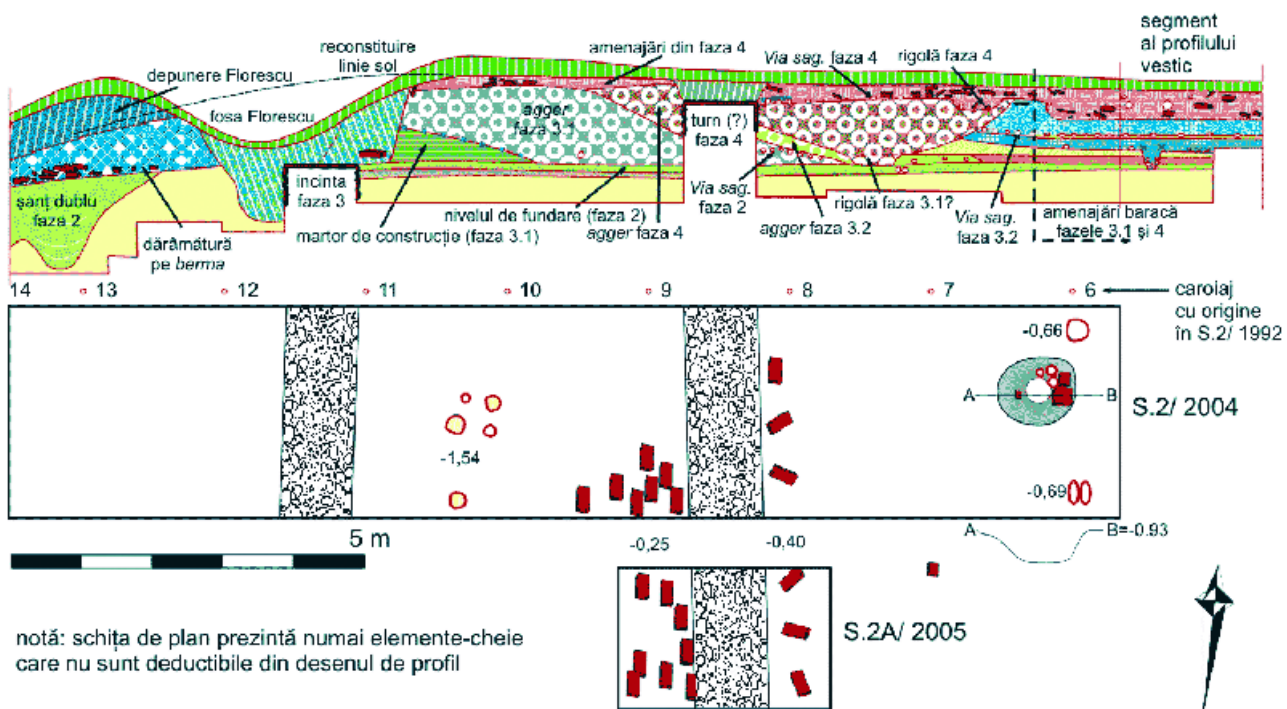 segment
al profilului
vestic
reconstituire
linie sol
amenajări din faza 4
Via sag. faza 4
rigolă faza 4
depunere Florescu
fosa Florescu
agger
faza 3.1
turn (?)
faza 4
şanţ dublu
faza 2
incinta
faza 3
dărâmătură
pe berma
nivelul de fundare (faza 2)
martor de construcţie (faza 3.1)
agger faza 4
Via sag.
faza 2
agger faza 3.2
rigolă faza 3.1?
Via sag.
faza 3.2
amenajări baracă
fazele 3.1 şi 4
14 13 12 11 10 9 8 7 6
caroiaj
cu origine
în S.2/ 1992
-0,66
A B
S.2/ 2004
-1,54
-0,69
A B=-0.93
5 m
-0,25 -0,40
S.2A/ 2005
notă: schiţa de plan prezintă numai elemente-cheie
care nu sunt deductibile din desenul de profil